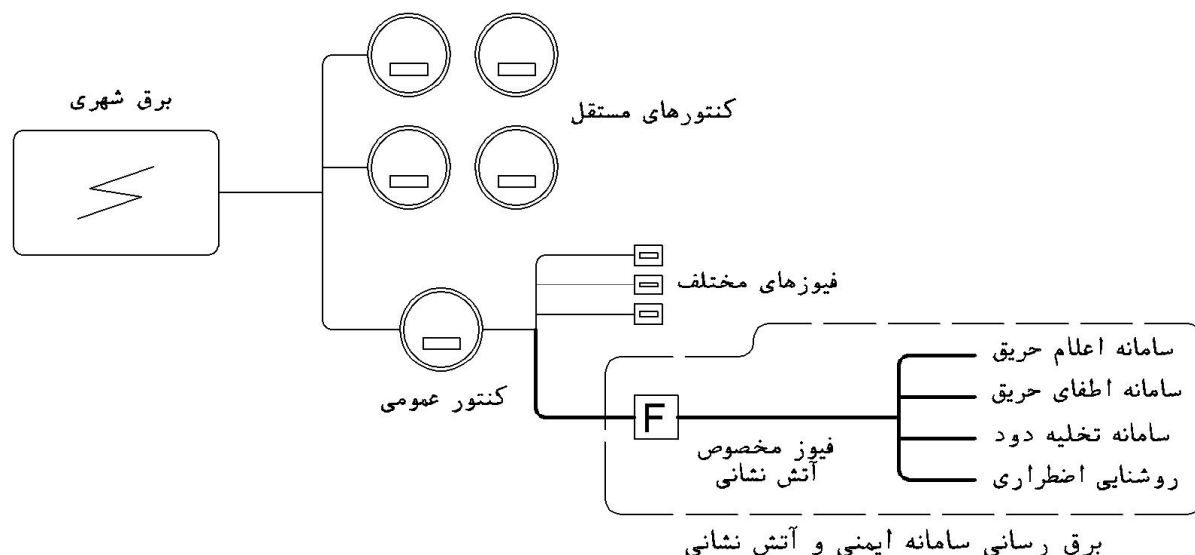 برق شهری
کنتورهای مستقل
فیوزهای مختلف
کنتور عمومی
F
فیوز مخصوص
آتش نشانی
سامانه اعلام حریق
سامانه اطفای حریق
سامانه تخلیه دود
روشنایی اضطراری
برق رسانی سامانه ایمنی و آتش نشانی